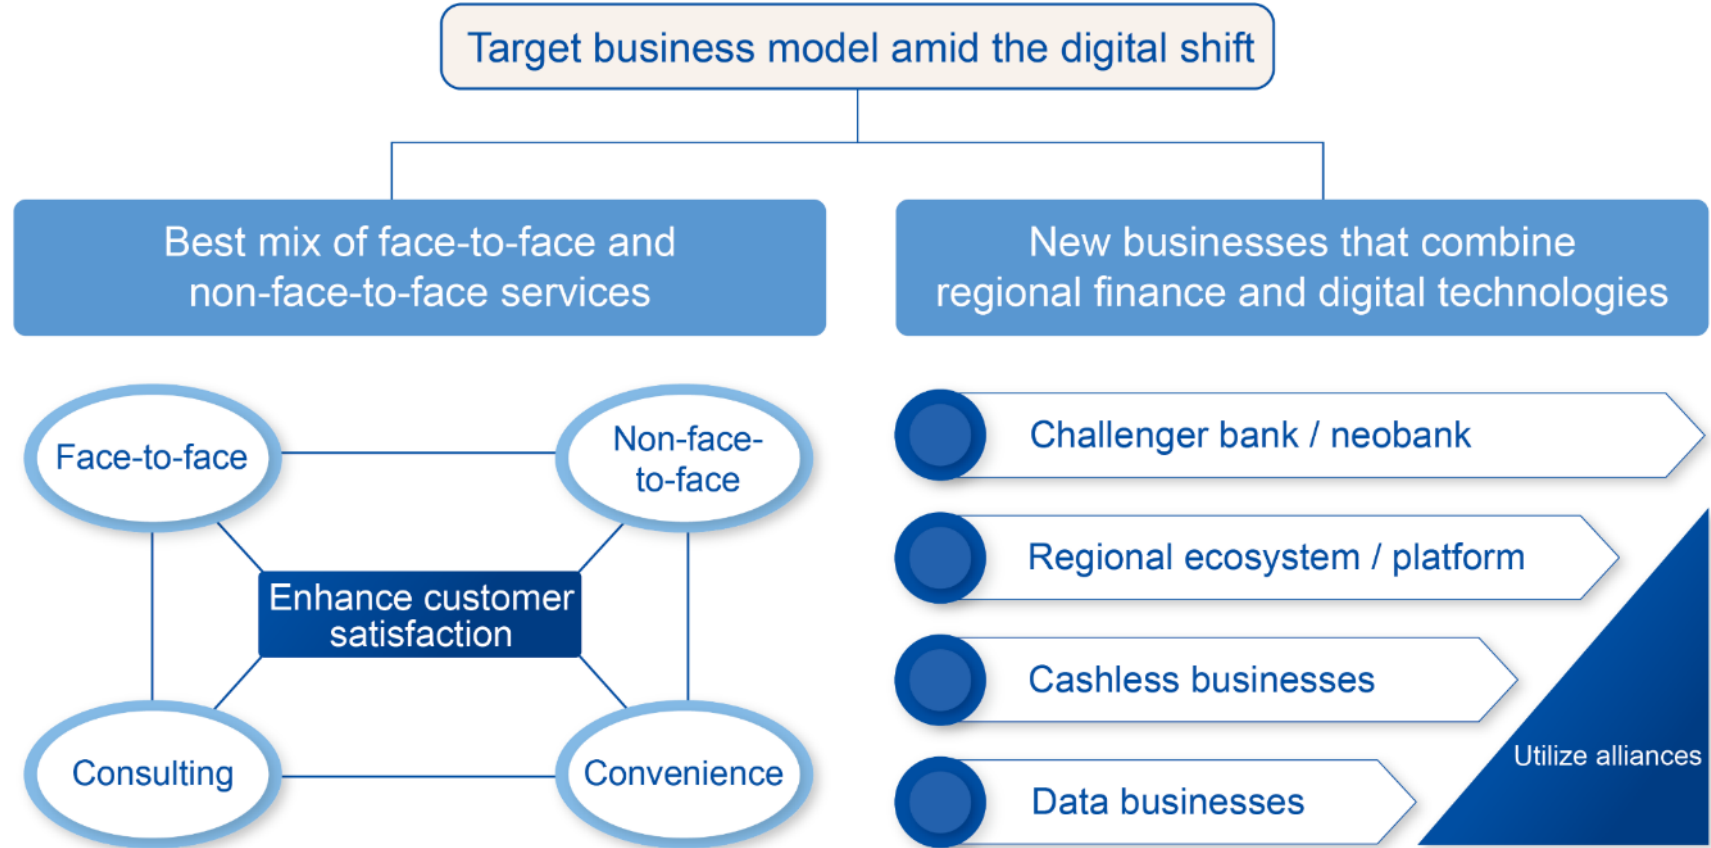 Target business model amid the digital shift
Best mix of face-to-face and
non-face-to-face services
New businesses that combine
regional finance and digital technologies
Face-to-face
Non-face-
to-face
Enhance customer
satisfaction
Consulting
Convenience
Challenger bank / neobank
Regional ecosystem / platform
Cashless businesses
Data businesses
Utilize alliances